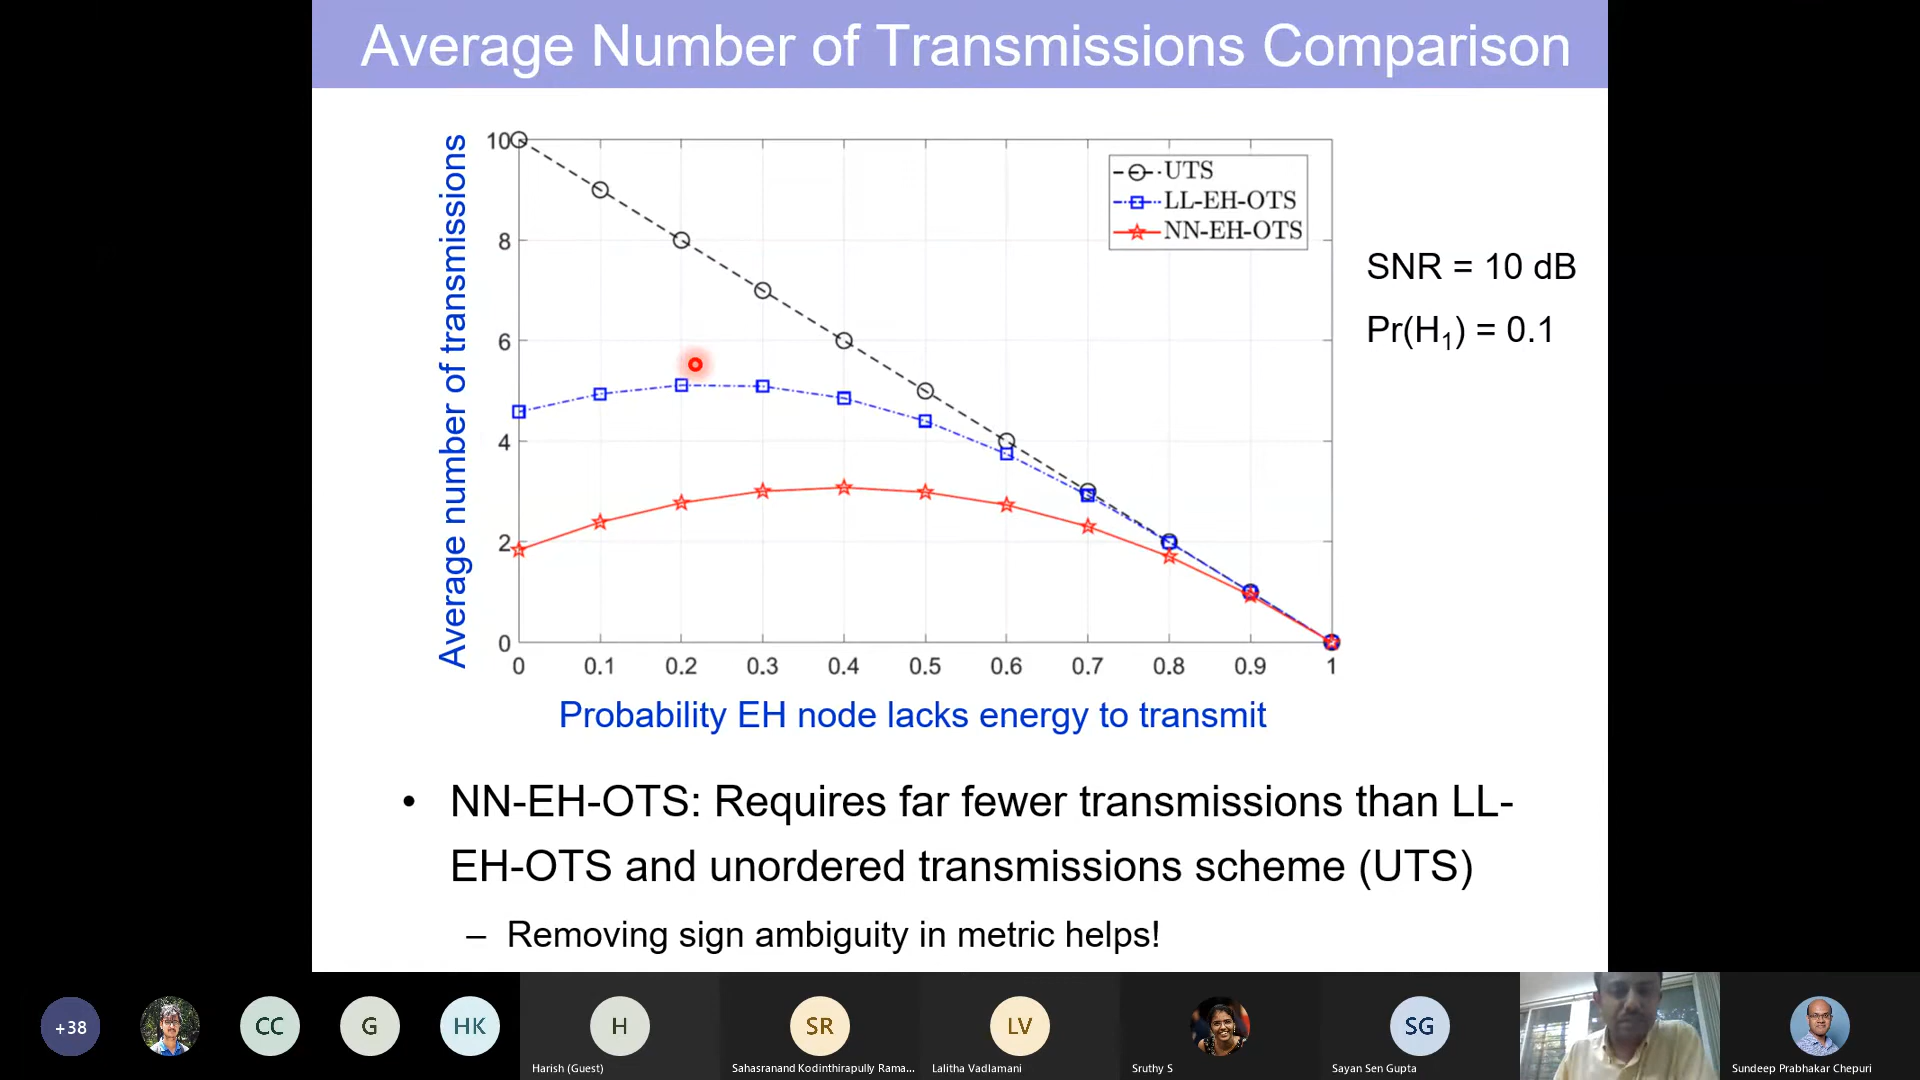 Average Number of Transmissions Comparison
Average number of transmissions
10
8
6
4
2
0
0 0.1 0.2 0.3 0.4 0.5 0.6 0.7 0.8 0.9 1
Probability EH node lacks energy to transmit
UTS
LL-EH-OTS
NN-EH-OTS
SNR = 10 dB
Pr(H₁) = 0.1
• NN-EH-OTS: Requires far fewer transmissions than LL-
EH-OTS and unordered transmissions scheme (UTS)
– Removing sign ambiguity in metric helps!
+38
CC
G
HK
H
SR
LV
SG
Harish (Guest)
Sahasranand Kodinthirapully Rama...
Lalitha Vadlamani
Sruthy S
Sayan Sen Gupta
Sundeep Prabhakar Chepuri